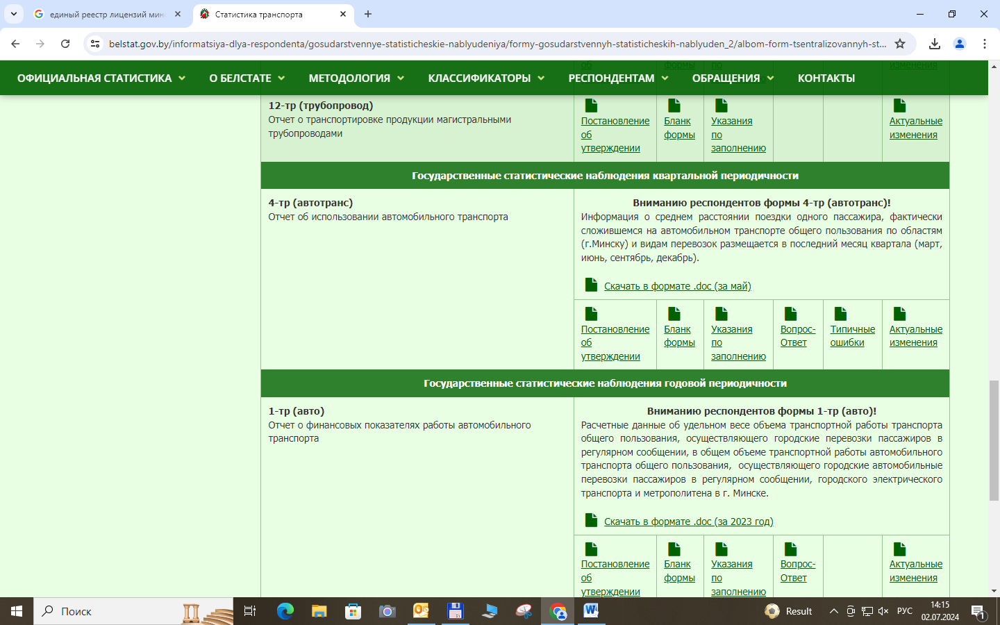 единый реестр лицензий мин
Статистика транспорта
belstat.gov.by/informatsiya-dlya-respondenta/gosudarstvennye-statisticheskie-nablyudeniya/formy-gosudarstvennyh-statisticheskih-nablyuden_2/albom-form-tsentralizovannyh-st...
ОФИЦИАЛЬНАЯ СТАТИСТИКА
О БЕЛСТАТЕ
МЕТОДОЛОГИЯ
КЛАССИФИКАТОРЫ
РЕСПОНДЕНТАМ
ОБРАЩЕНИЯ
КОНТАКТЫ
об
формы
по
изменения
12-тр (трубопровод)
Отчет о транспортировке продукции магистральными
трубопроводами
Постановление
об
утверждении
Бланк
формы
Указания
по
заполнению
Актуальные
изменения
Государственные статистические наблюдения квартальной периодичности
4-тр (автотранс)
Отчет об использовании автомобильного транспорта
Вниманию респондентов формы 4-тр (автотранс)!
Информация о среднем расстоянии поездки одного пассажира, фактически
сложившемся на автомобильном транспорте общего пользования по областям
(г.Минску) и видам перевозок размещается в последний месяц квартала (март,
июнь, сентябрь, декабрь).
Скачать в формате .doc (за май)
Постановление
об
утверждении
Бланк
формы
Указания
по
заполнению
Вопрос-
Ответ
Типичные
ошибки
Актуальные
изменения
Государственные статистические наблюдения годовой периодичности
1-тр (авто)
Отчет о финансовых показателях работы автомобильного
транспорта
Вниманию респондентов формы 1-тр (авто)!
Расчетные данные об удельном весе объема транспортной работы транспорта
общего пользования, осуществляющего городские перевозки пассажиров в
регулярном сообщении, в общем объеме транспортной работы автомобильного
транспорта общего пользования, осуществляющего городские автомобильные
перевозки пассажиров в регулярном сообщении, городского электрического
транспорта и метрополитена в г. Минске.
Скачать в формате .doc (за 2023 год)
Постановление
об
утверждении
Бланк
формы
Указания
по
заполнению
Вопрос-
Ответ
Актуальные
изменения
Поиск
Result
РУС
14:15
02.07.2024
1